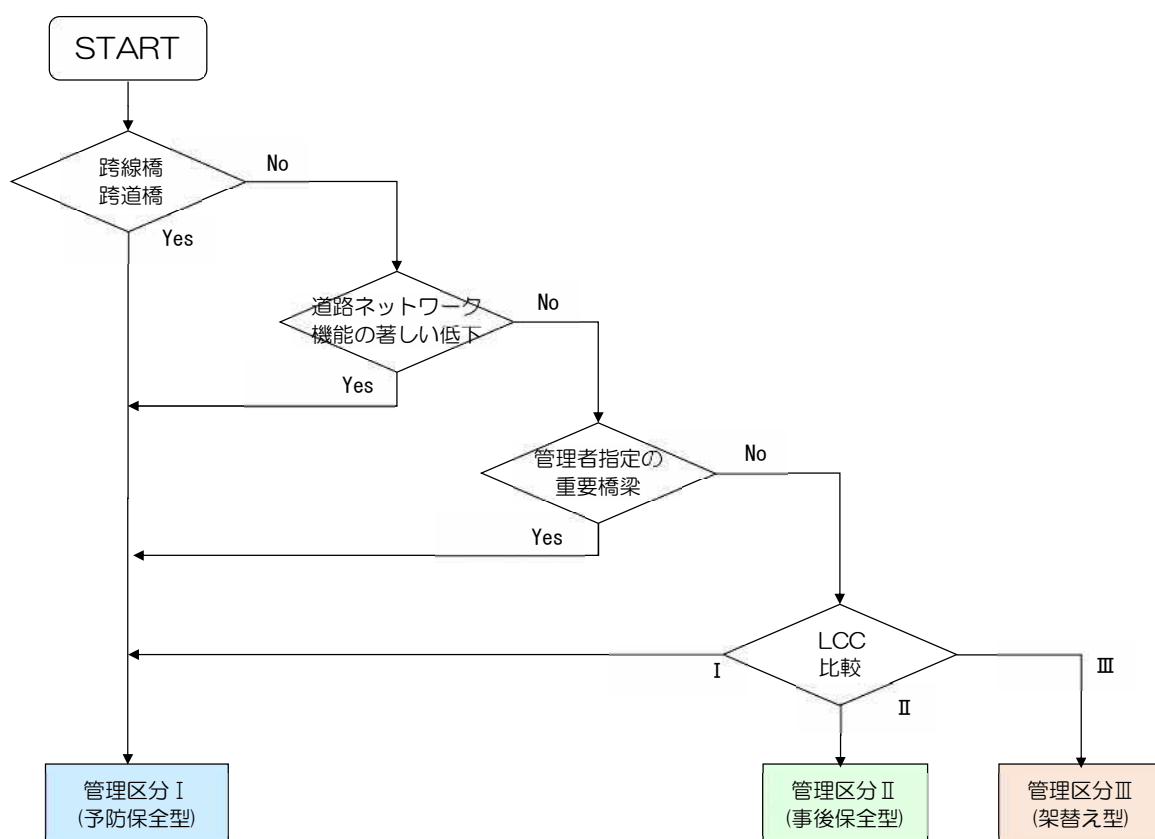 START
跨線橋
跨道橋
No
Yes
道路ネットワーク
機能の著しい低下
No
Yes
管理者指定の
重要橋梁
No
Yes
LCC
比較
Ⅰ
Ⅱ
Ⅲ
管理区分Ⅰ
(予防保全型)
管理区分Ⅱ
(事後保全型)
管理区分Ⅲ
(架替え型)